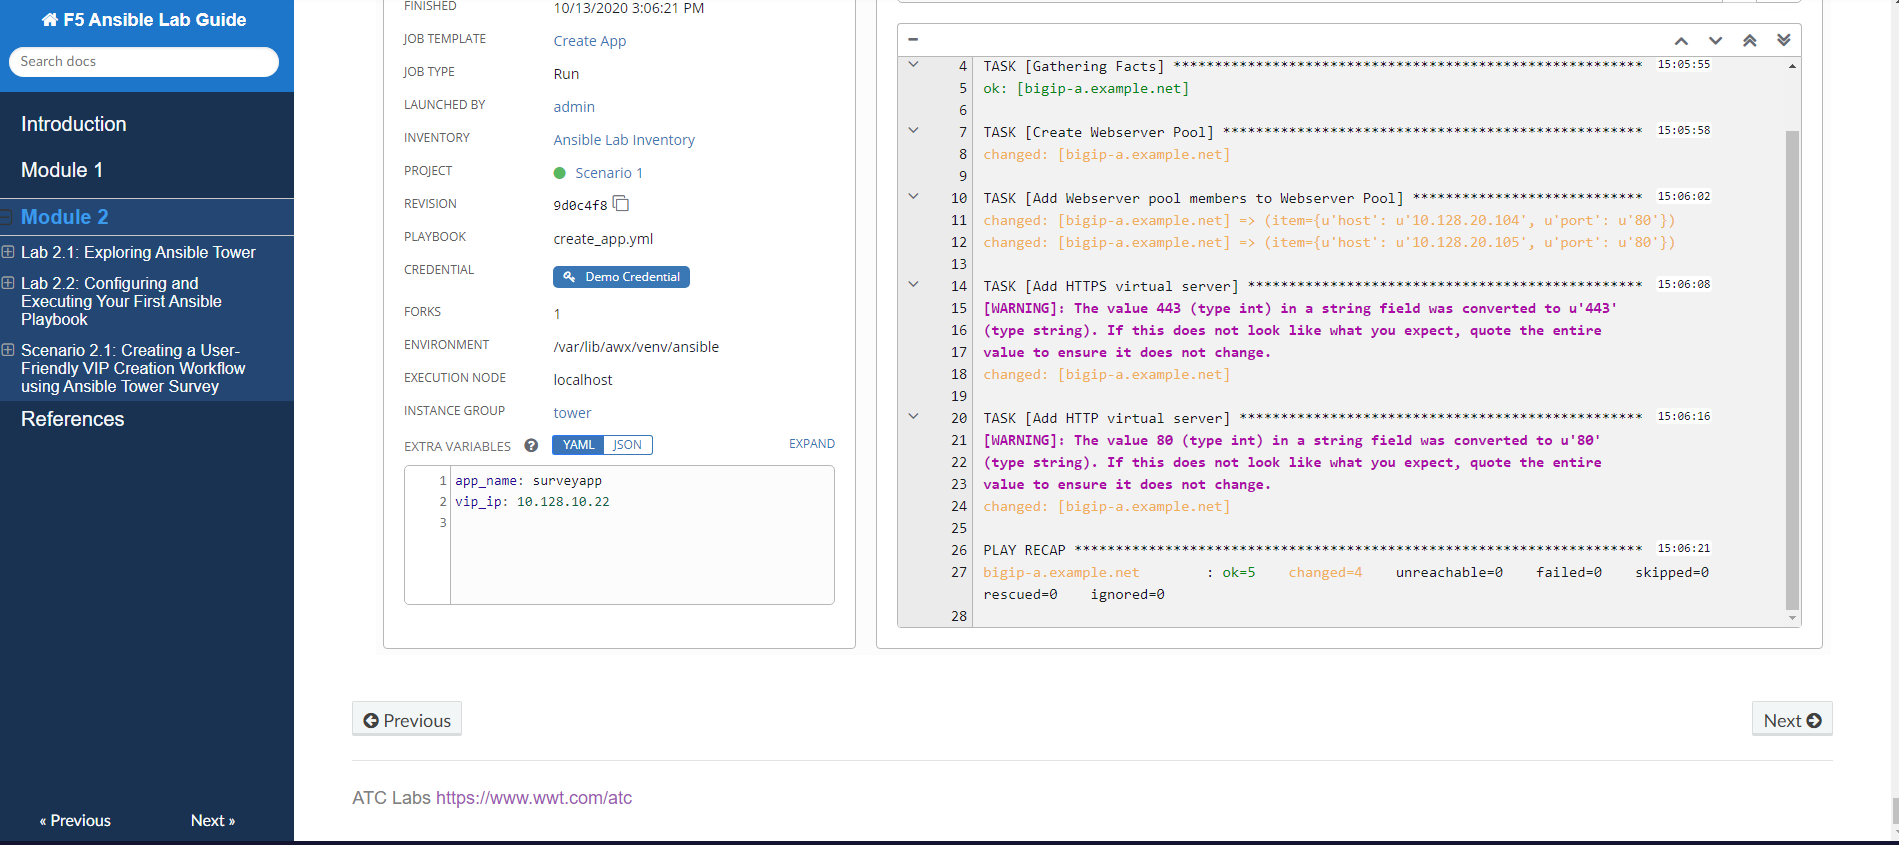 F5 Ansible Lab Guide
Search docs
Introduction
Module 1
Module 2
Lab 2.1: Exploring Ansible Tower
Lab 2.2: Configuring and
Executing Your First Ansible
Playbook
Scenario 2.1: Creating a User-
Friendly VIP Creation Workflow
using Ansible Tower Survey
References
« Previous Next »
FINISHED 10/13/2020 3:06:21 PM
JOB TEMPLATE Create App
JOB TYPE Run
LAUNCHED BY admin
INVENTORY Ansible Lab Inventory
PROJECT Scenario 1
REVISION 9d0c4f8
PLAYBOOK create_app.yml
CREDENTIAL Demo Credential
FORKS 1
ENVIRONMENT /var/lib/awx/venv/ansible
EXECUTION NODE localhost
INSTANCE GROUP tower
EXTRA VARIABLES ? YAML JSON EXPAND
1 app_name: surveyapp
2 vip_ip: 10.128.10.22
3
4 TASK [Gathering Facts] ********************************************************* 15:05:55
5 ok: [bigip-a.example.net]
6
7 TASK [Create Webserver Pool] *************************************************** 15:05:58
8 changed: [bigip-a.example.net]
9
10 TASK [Add Webserver pool members to Webserver Pool] **************************** 15:06:02
11 changed: [bigip-a.example.net] => (item={u'host': u'10.128.20.104', u'port': u'80'})
12 changed: [bigip-a.example.net] => (item={u'host': u'10.128.20.105', u'port': u'80'})
13
14 TASK [Add HTTPS virtual server] ************************************************ 15:06:08
15 [WARNING]: The value 443 (type int) in a string field was converted to u'443'
16 (type string). If this does not look like what you expect, quote the entire
17 value to ensure it does not change.
18 changed: [bigip-a.example.net]
19
20 TASK [Add HTTP virtual server] ************************************************* 15:06:16
21 [WARNING]: The value 80 (type int) in a string field was converted to u'80'
22 (type string). If this does not look like what you expect, quote the entire
23 value to ensure it does not change.
24 changed: [bigip-a.example.net]
25
26 PLAY RECAP ********************************************************************* 15:06:21
27 bigip-a.example.net : ok=5 changed=4 unreachable=0 failed=0 skipped=0
rescued=0 ignored=0
28
Previous Next
ATC Labs https://www.wwt.com/atc